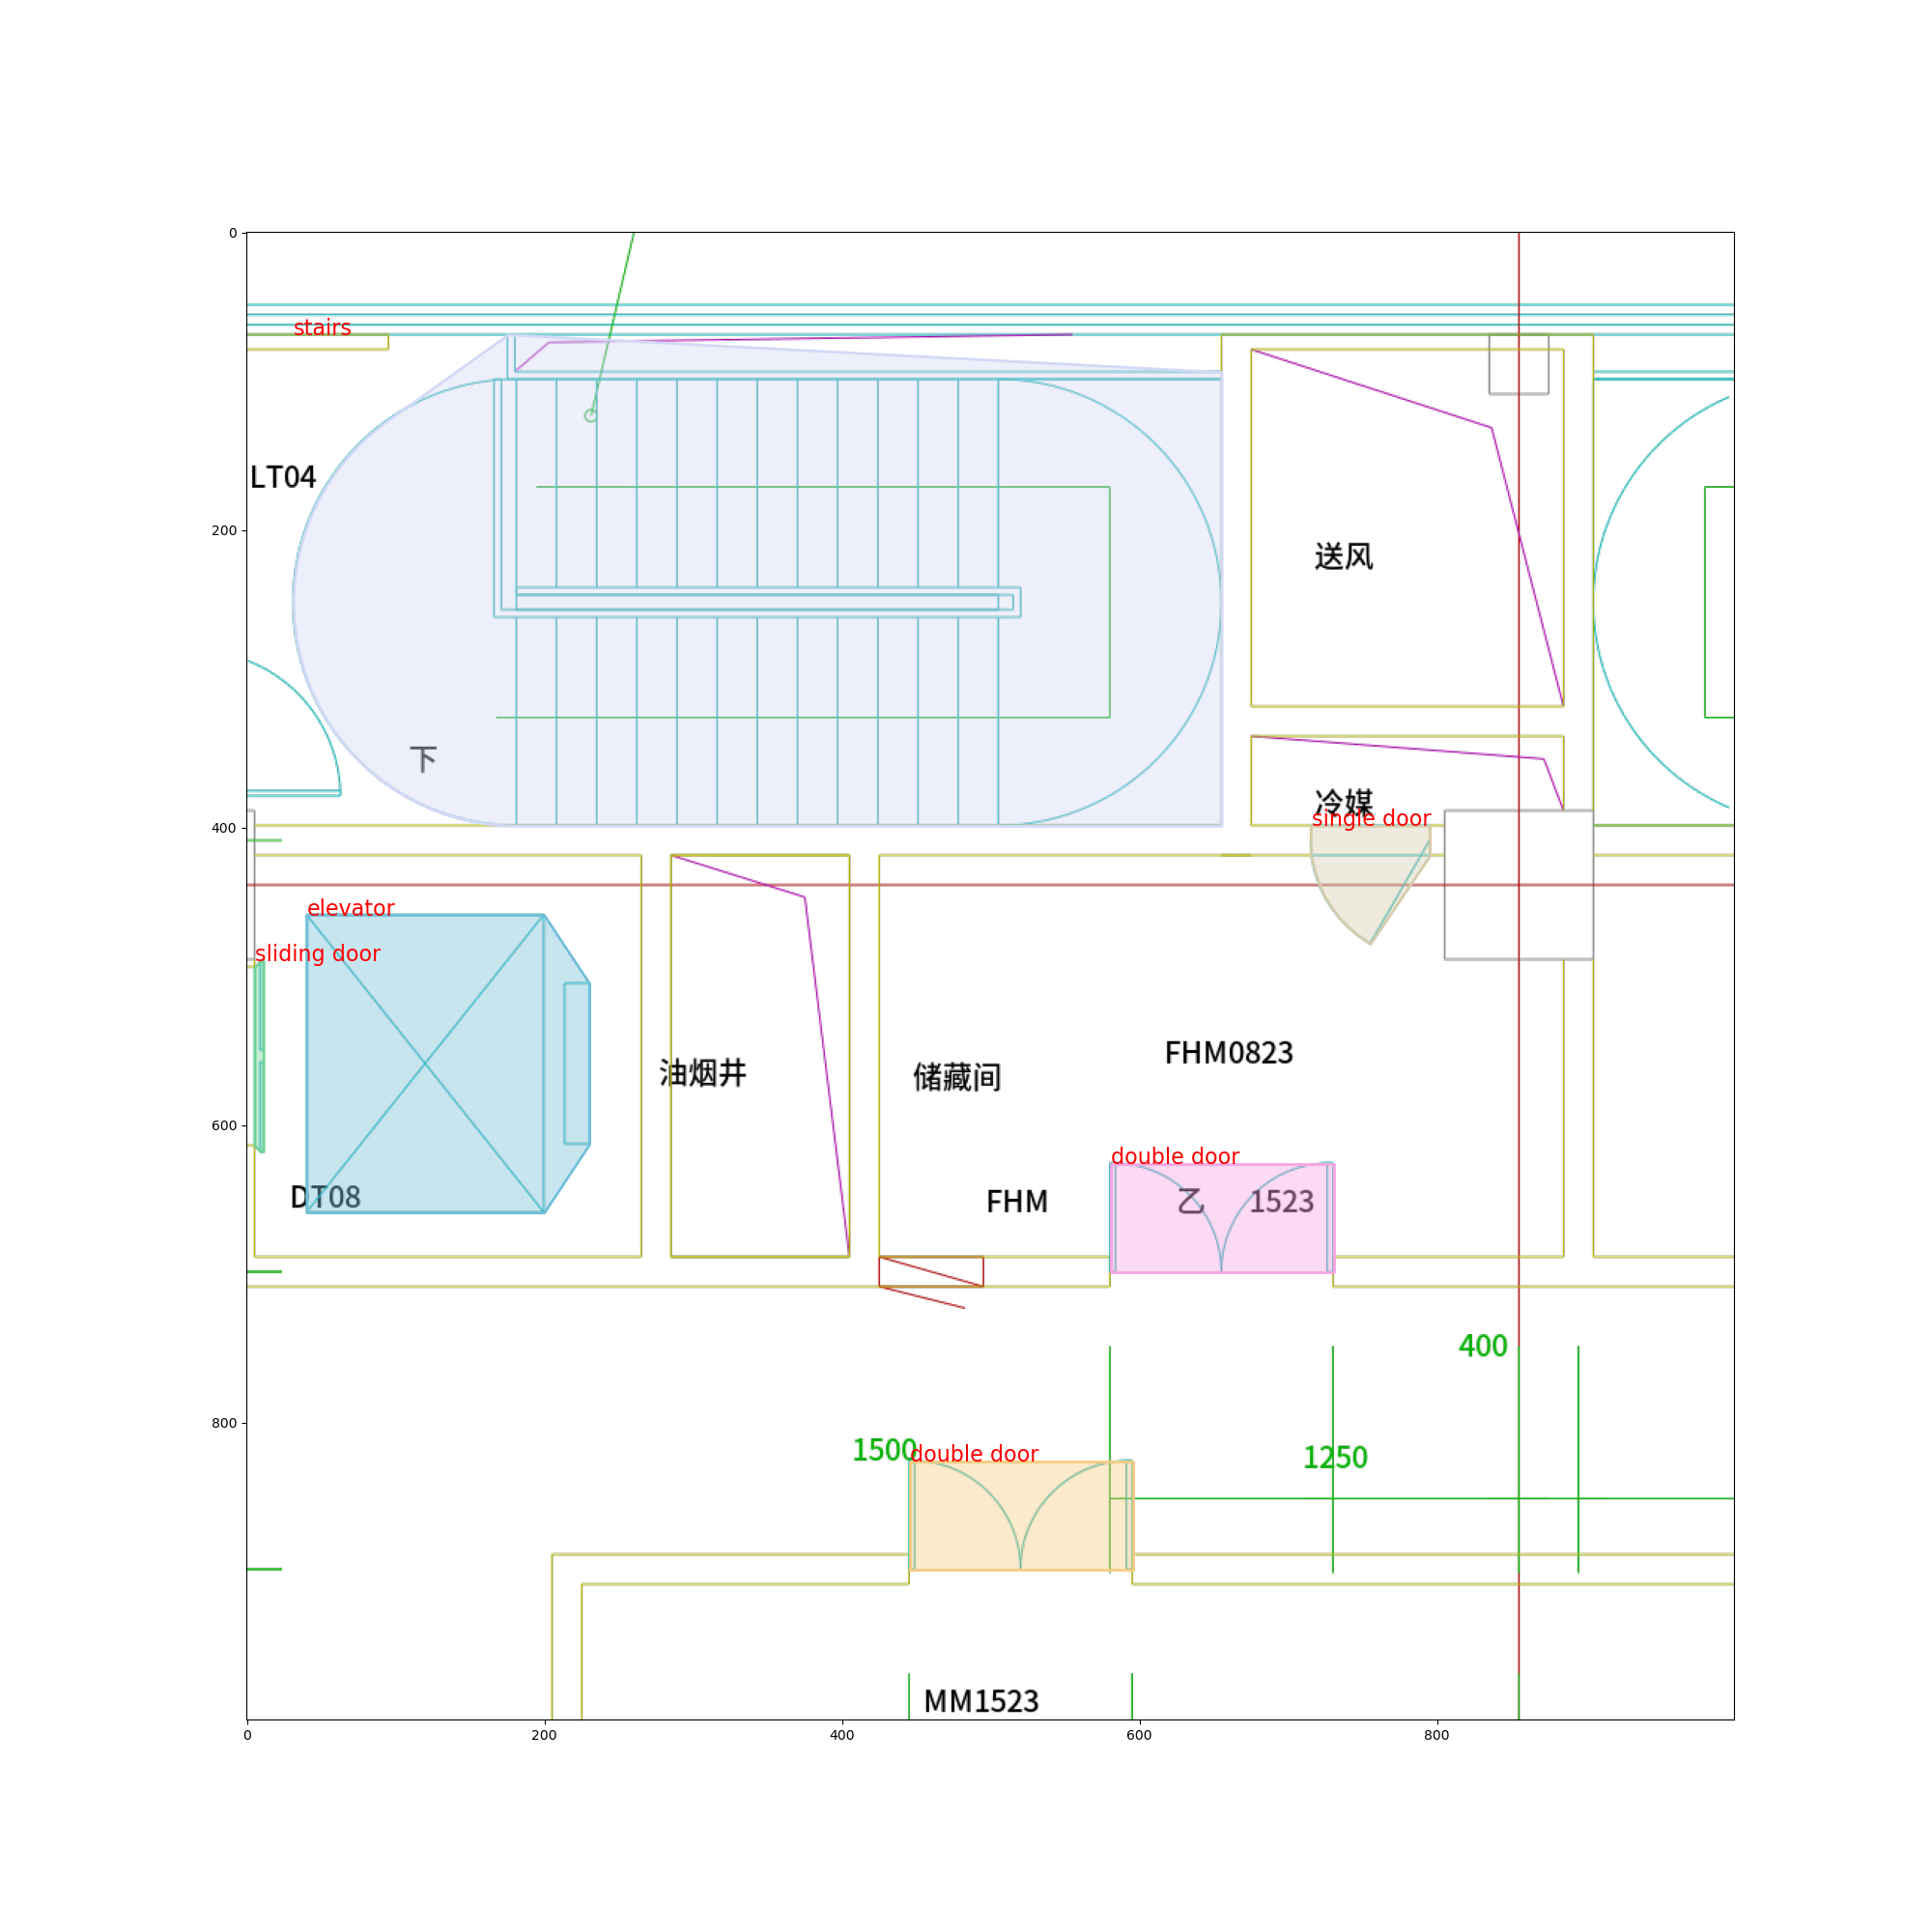 0
stairs
LT04
200
送风
下
冷媒
single door
400
elevator
sliding door
FHM0823
油烟井
储藏间
600
double door
DT08
FHM
乙
1523
400
800
1500
double door
1250
MM1523
0
200
400
600
800